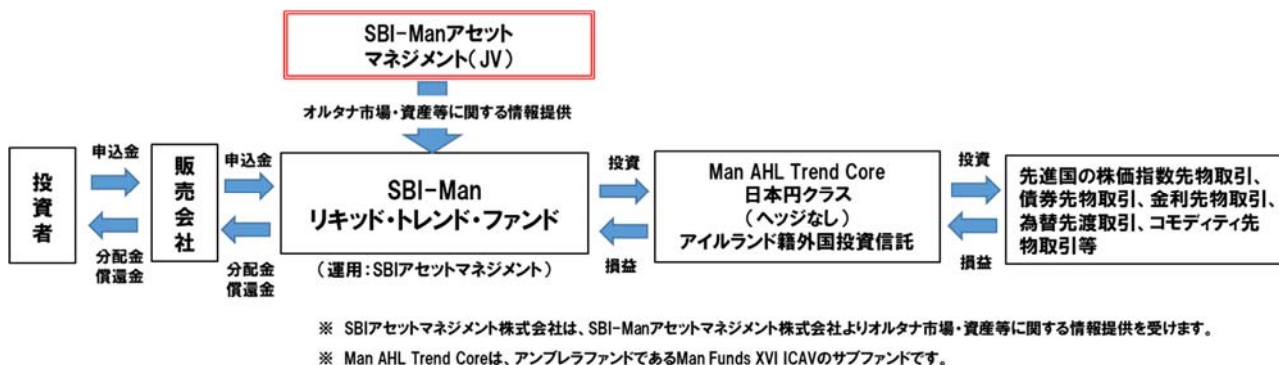 SBI-Manアセット
マネジメント(JV)
オルタナ市場・資産等に関する情報提供
投資者
申込金
分配金
償還金
販売会社
申込金
分配金
償還金
SBI-Man
リキッド・トレンド・ファンド
(運用:SBIアセットマネジメント)
投資
損益
Man AHL Trend Core
日本円クラス
(ヘッジなし)
アイルランド籍外国投資信託
投資
損益
先進国の株価指数先物取引、
債券先物取引、金利先物取引、
為替先渡取引、コモディティ先
物取引等
※ SBIアセットマネジメント株式会社は、SBI-Manアセットマネジメント株式会社よりオルタナ市場・資産等に関する情報提供を受けます。
※ Man AHL Trend Coreは、アンブレラファンドであるMan Funds XVI ICAVのサブファンドです。